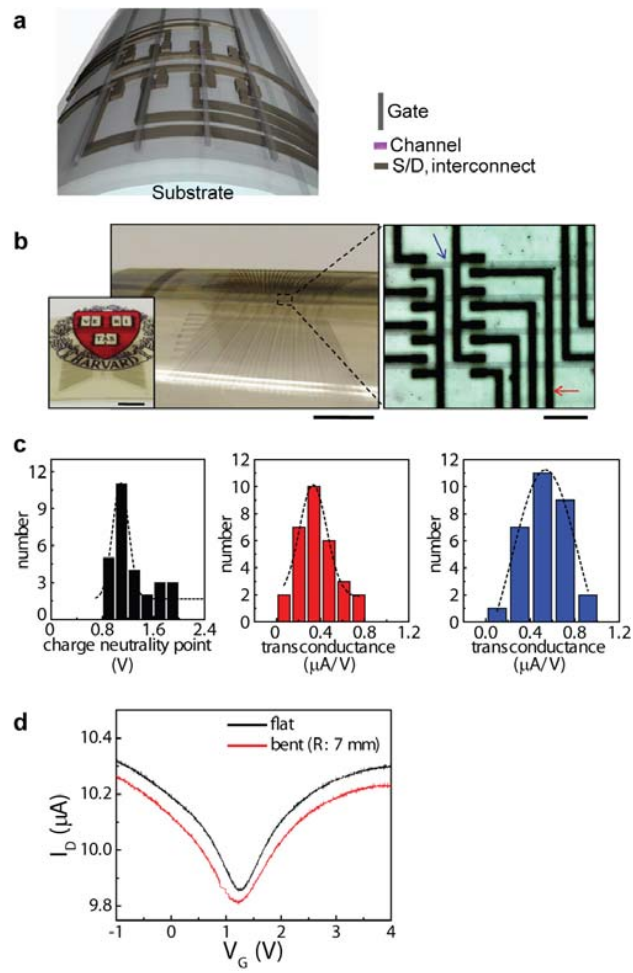 a
Substrate
Gate
Channel
S/D, interconnect
b
VE RI
TAS
HARVARD
c
12
9
6
3
0
number
0.8 1.6 2.4
charge neutrality point
(V)
12
10
8
6
4
2
0
number
0.0 0.4 0.8 1.2
transconductance
(μA/V)
12
10
8
6
4
2
0
number
0.0 0.4 0.8 1.2
transconductance
(μA/V)
d
flat
bent (R: 7 mm)
10.4
10.2
10.0
9.8
I_D (μA)
-1 0 1 2 3 4
V_G (V)